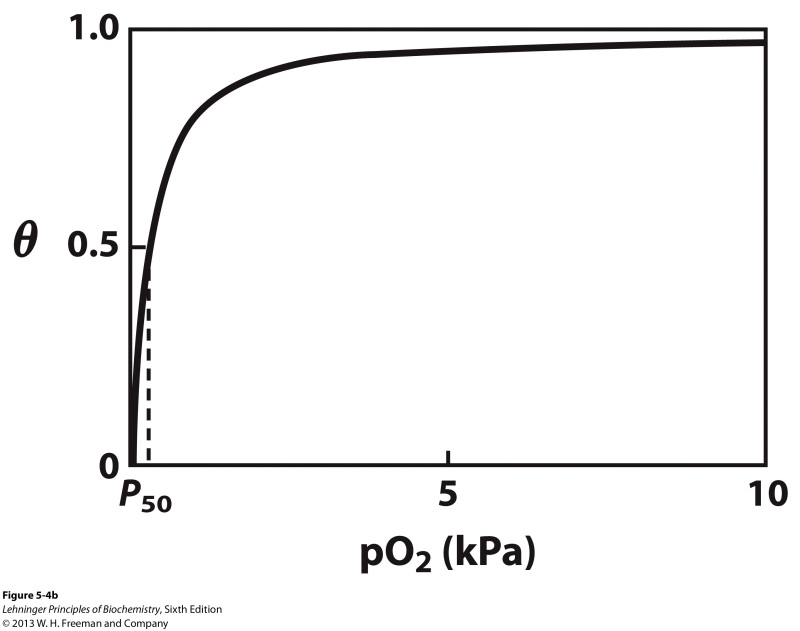 1.0
θ 0.5
0
P50 5 10
pO2 (kPa)
Figure 5-4b
Lehninger Principles of Biochemistry, Sixth Edition
© 2013 W. H. Freeman and Company